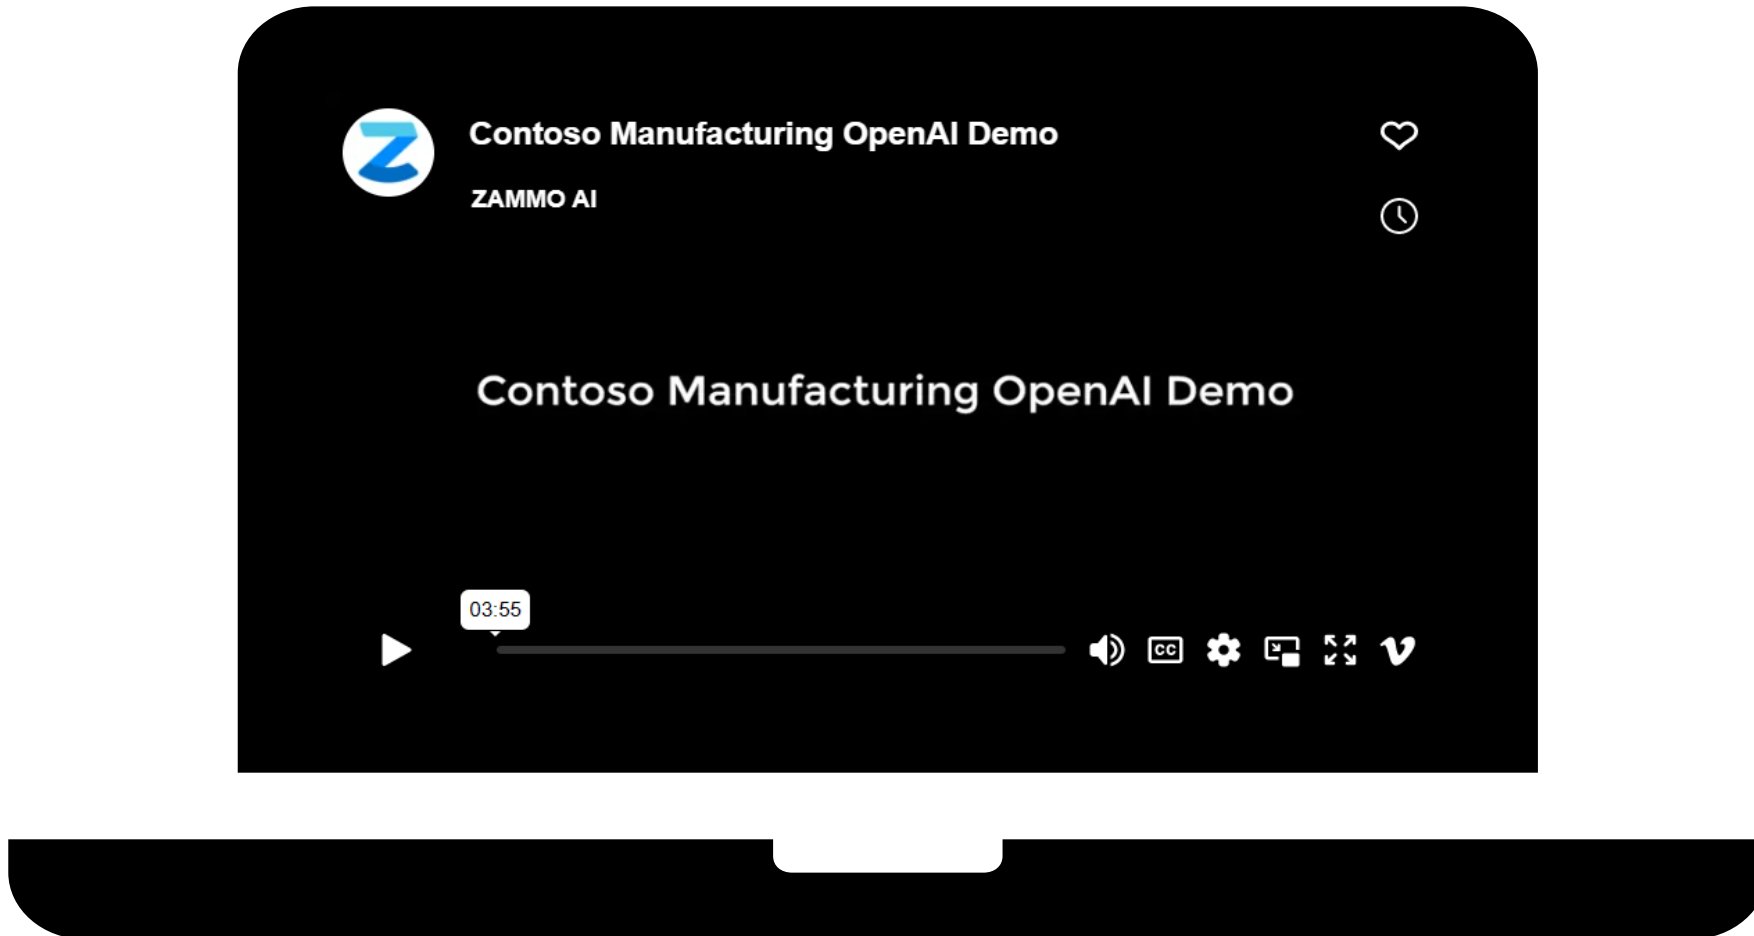 Contoso Manufacturing OpenAI Demo
ZAMMO AI
Contoso Manufacturing OpenAI Demo
03:55
CC